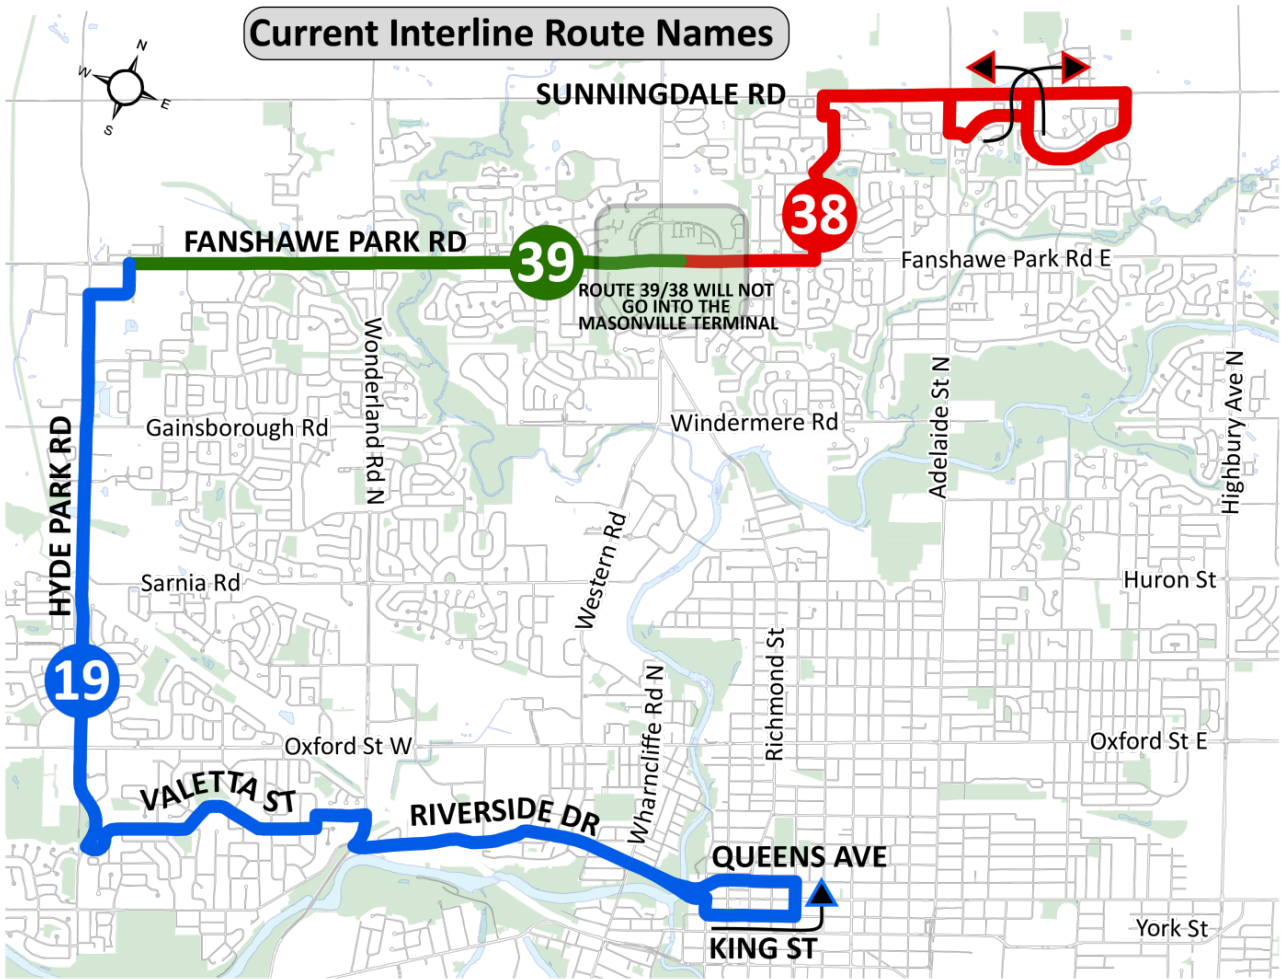 Current Interline Route Names
N
W
E
S
SUNNINGDALE RD
38
FANSHAWE PARK RD
39
Fanshawe Park Rd E
ROUTE 39/38 WILL NOT
GO INTO THE
MASONVILLE TERMINAL
Wonderland Rd N
Adelaide St N
Highbury Ave N
Gainsborough Rd
Windermere Rd
HYDE PARK RD
Western Rd
Sarnia Rd
Huron St
19
Richmond St
Wharncliffe Rd N
Oxford St W
Oxford St E
VALETTA ST
RIVERSIDE DR
QUEENS AVE
York St
KING ST